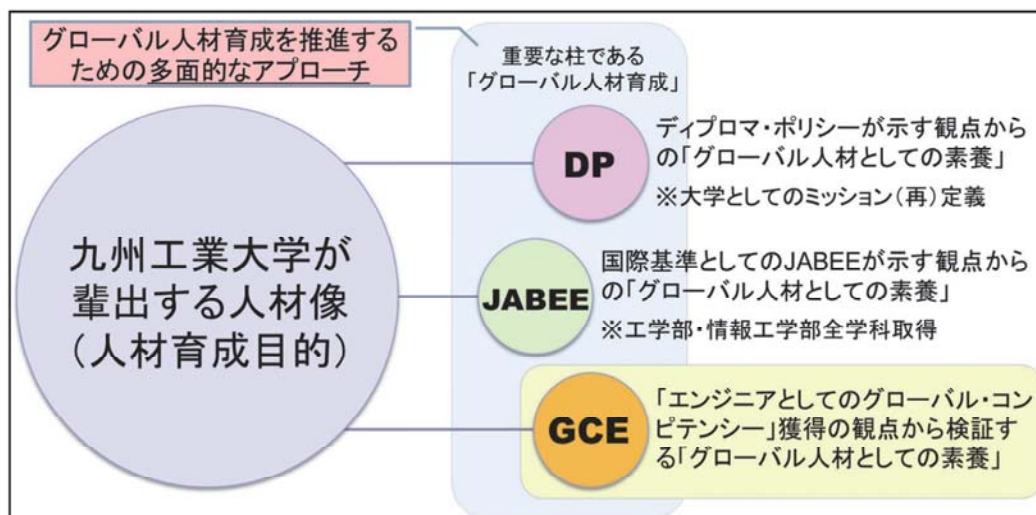 グローバル人材育成を推進する
ための多面的なアプローチ
重要な柱である
「グローバル人材育成」
九州工業大学が
輩出する人材像
（人材育成目的）
DP
ディプロマ・ポリシーが示す観点から
の「グローバル人材としての素養」
※大学としてのミッション（再）定義
JABEE
国際基準としてのJABEEが示す観点から
の「グローバル人材としての素養」
※工学部・情報工学部全学科取得
GCE
「エンジニアとしてのグローバル・コン
ピテンシー」獲得の観点から検証す
る「グローバル人材としての素養」